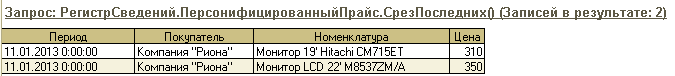 Запрос: РегистрСведений.ПерсонифицированныйПрайс.СрезПоследних() (Записей в результате: 2)
Период Покупатель Номенклатура Цена
11.01.2013 0:00:00 Компания "Риона" Монитор 19' Hitachi CM715ET 310
11.01.2013 0:00:00 Компания "Риона" Монитор LCD 22' M8537ZM/A 350